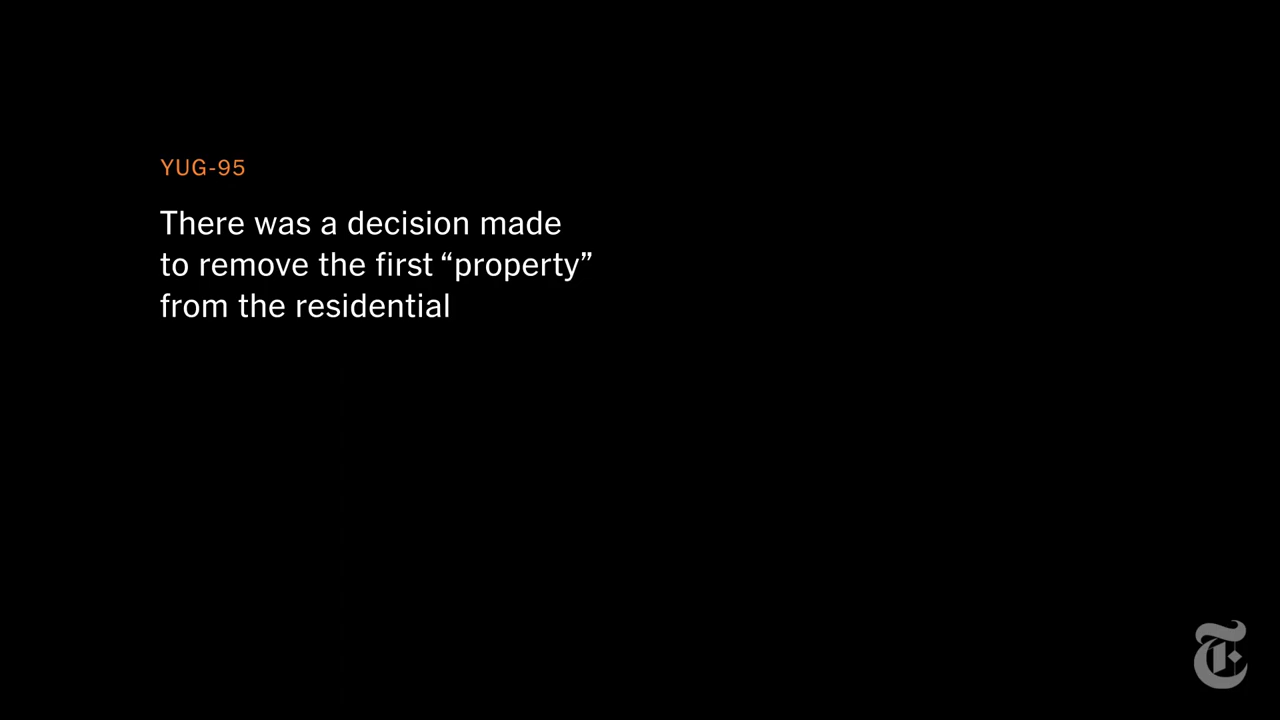 YUG-95
There was a decision made
to remove the first “property”
from the residential